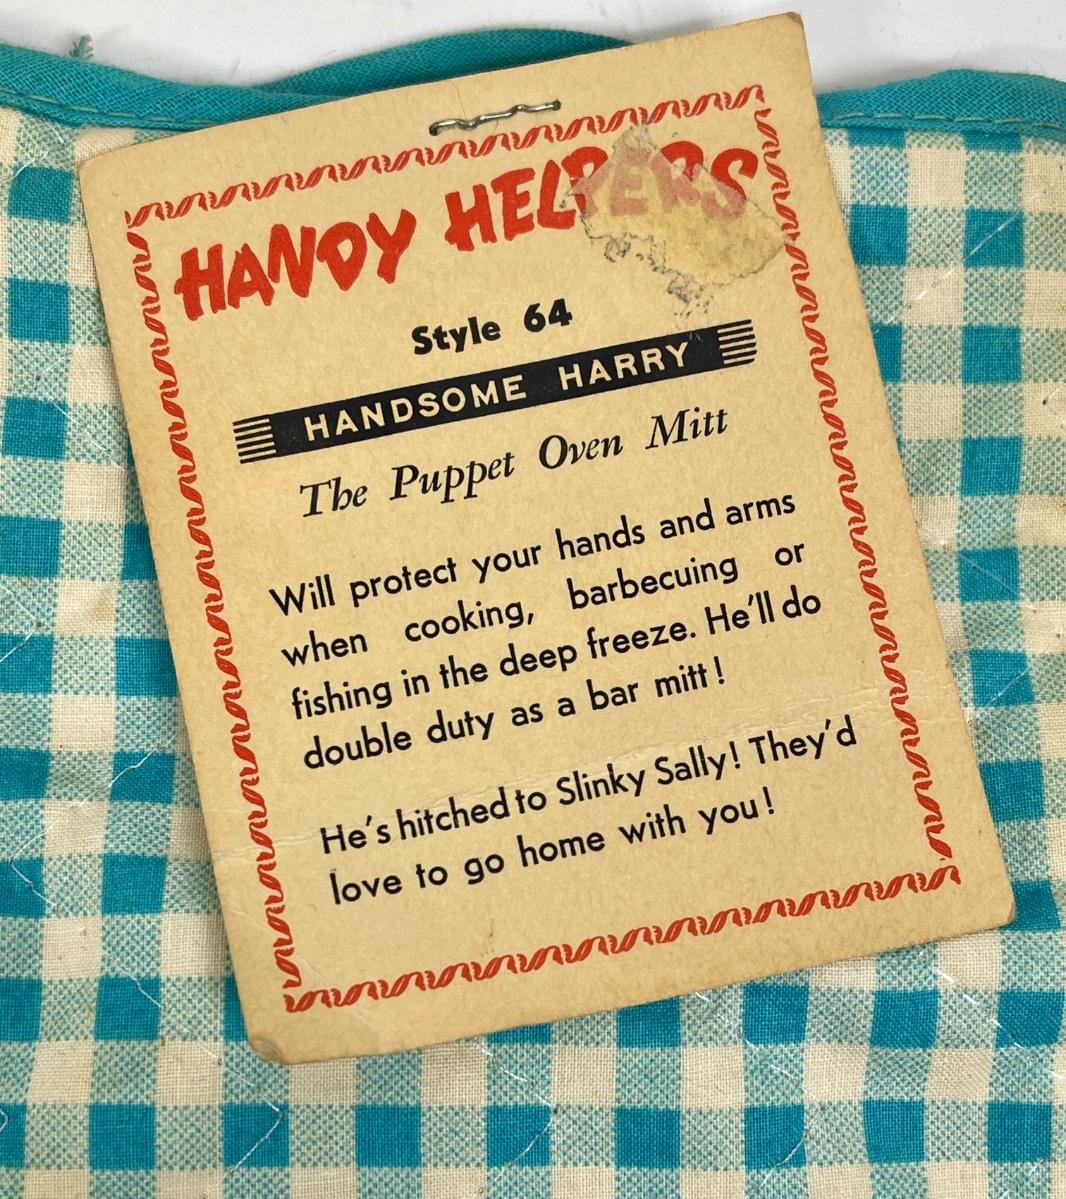 HANDY HELPERS
Style 64
HANDSOME HARRY
The Puppet Oven Mitt
Will protect your hands and arms
when cooking, barbecuing or
fishing in the deep freeze. He'll do
double duty as a bar mitt!
He's hitched to Slinky Sally! They'd
love to go home with you!